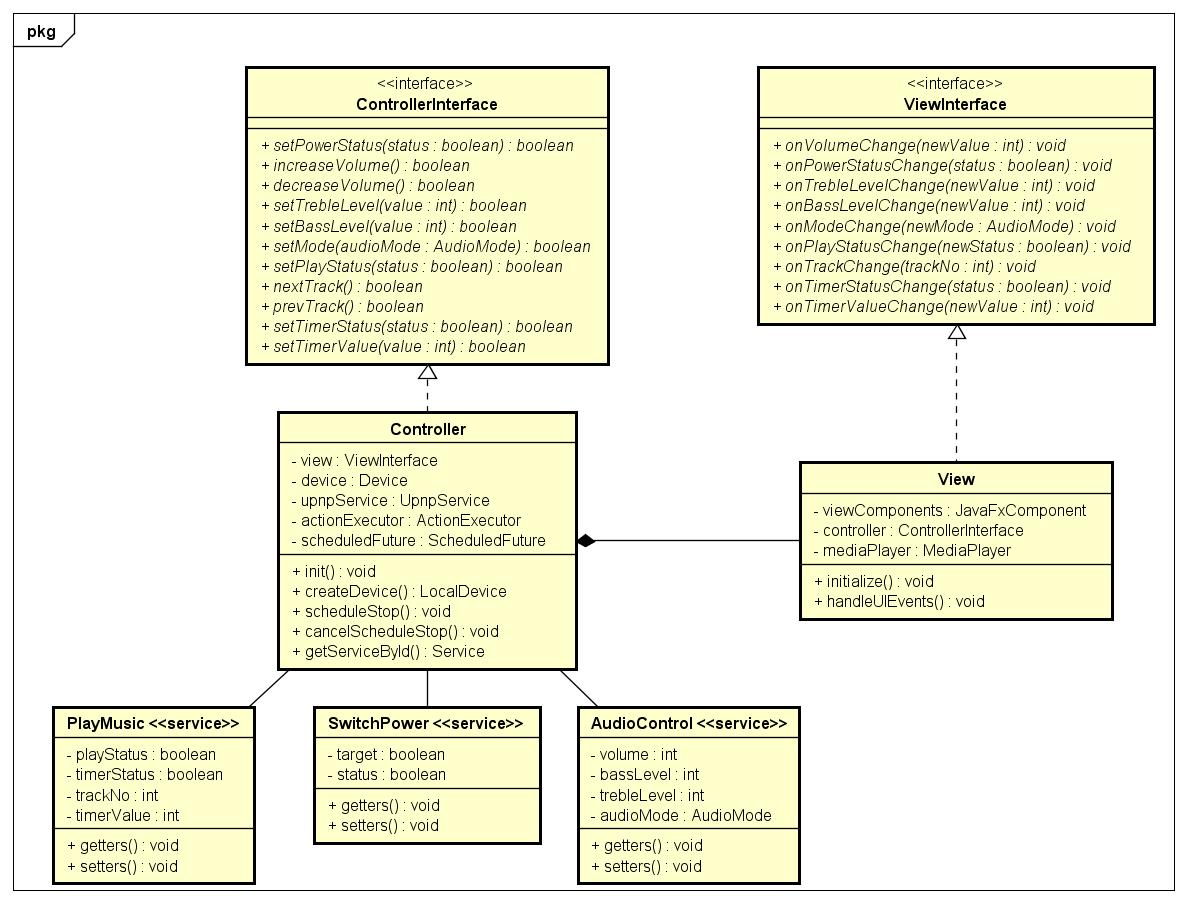 pkg
<<interface>>
ControllerInterface
+ setPowerStatus(status : boolean) : boolean
+ increaseVolume() : boolean
+ decreaseVolume() : boolean
+ setTrebleLevel(value : int) : boolean
+ setBassLevel(value : int) : boolean
+ setMode(audioMode : AudioMode) : boolean
+ setPlayStatus(status : boolean) : boolean
+ nextTrack() : boolean
+ prevTrack() : boolean
+ setTimerStatus(status : boolean) : boolean
+ setTimerValue(value : int) : boolean
<<interface>>
ViewInterface
+ onVolumeChange(newValue : int) : void
+ onPowerStatusChange(status : boolean) : void
+ onTrebleLevelChange(newValue : int) : void
+ onBassLevelChange(newValue : int) : void
+ onModeChange(newMode : AudioMode) : void
+ onPlayStatusChange(newStatus : boolean) : void
+ onTrackChange(trackNo : int) : void
+ onTimerStatusChange(status : boolean) : void
+ onTimerValueChange(newValue : int) : void
Controller
- view : ViewInterface
- device : Device
- upnpService : UpnpService
- actionExecutor : ActionExecutor
- scheduledFuture : ScheduledFuture
+ init() : void
+ createDevice() : LocalDevice
+ scheduleStop() : void
+ cancelScheduleStop() : void
+ getServiceById() : Service
View
- viewComponents : JavaFxComponent
- controller : ControllerInterface
- mediaPlayer : MediaPlayer
+ initialize() : void
+ handleUIEvents() : void
PlayMusic <<service>>
- playStatus : boolean
- timerStatus : boolean
- trackNo : int
- timerValue : int
+ getters() : void
+ setters() : void
SwitchPower <<service>>
- target : boolean
- status : boolean
+ getters() : void
+ setters() : void
AudioControl <<service>>
- volume : int
- bassLevel : int
- trebleLevel : int
- audioMode : AudioMode
+ getters() : void
+ setters() : void